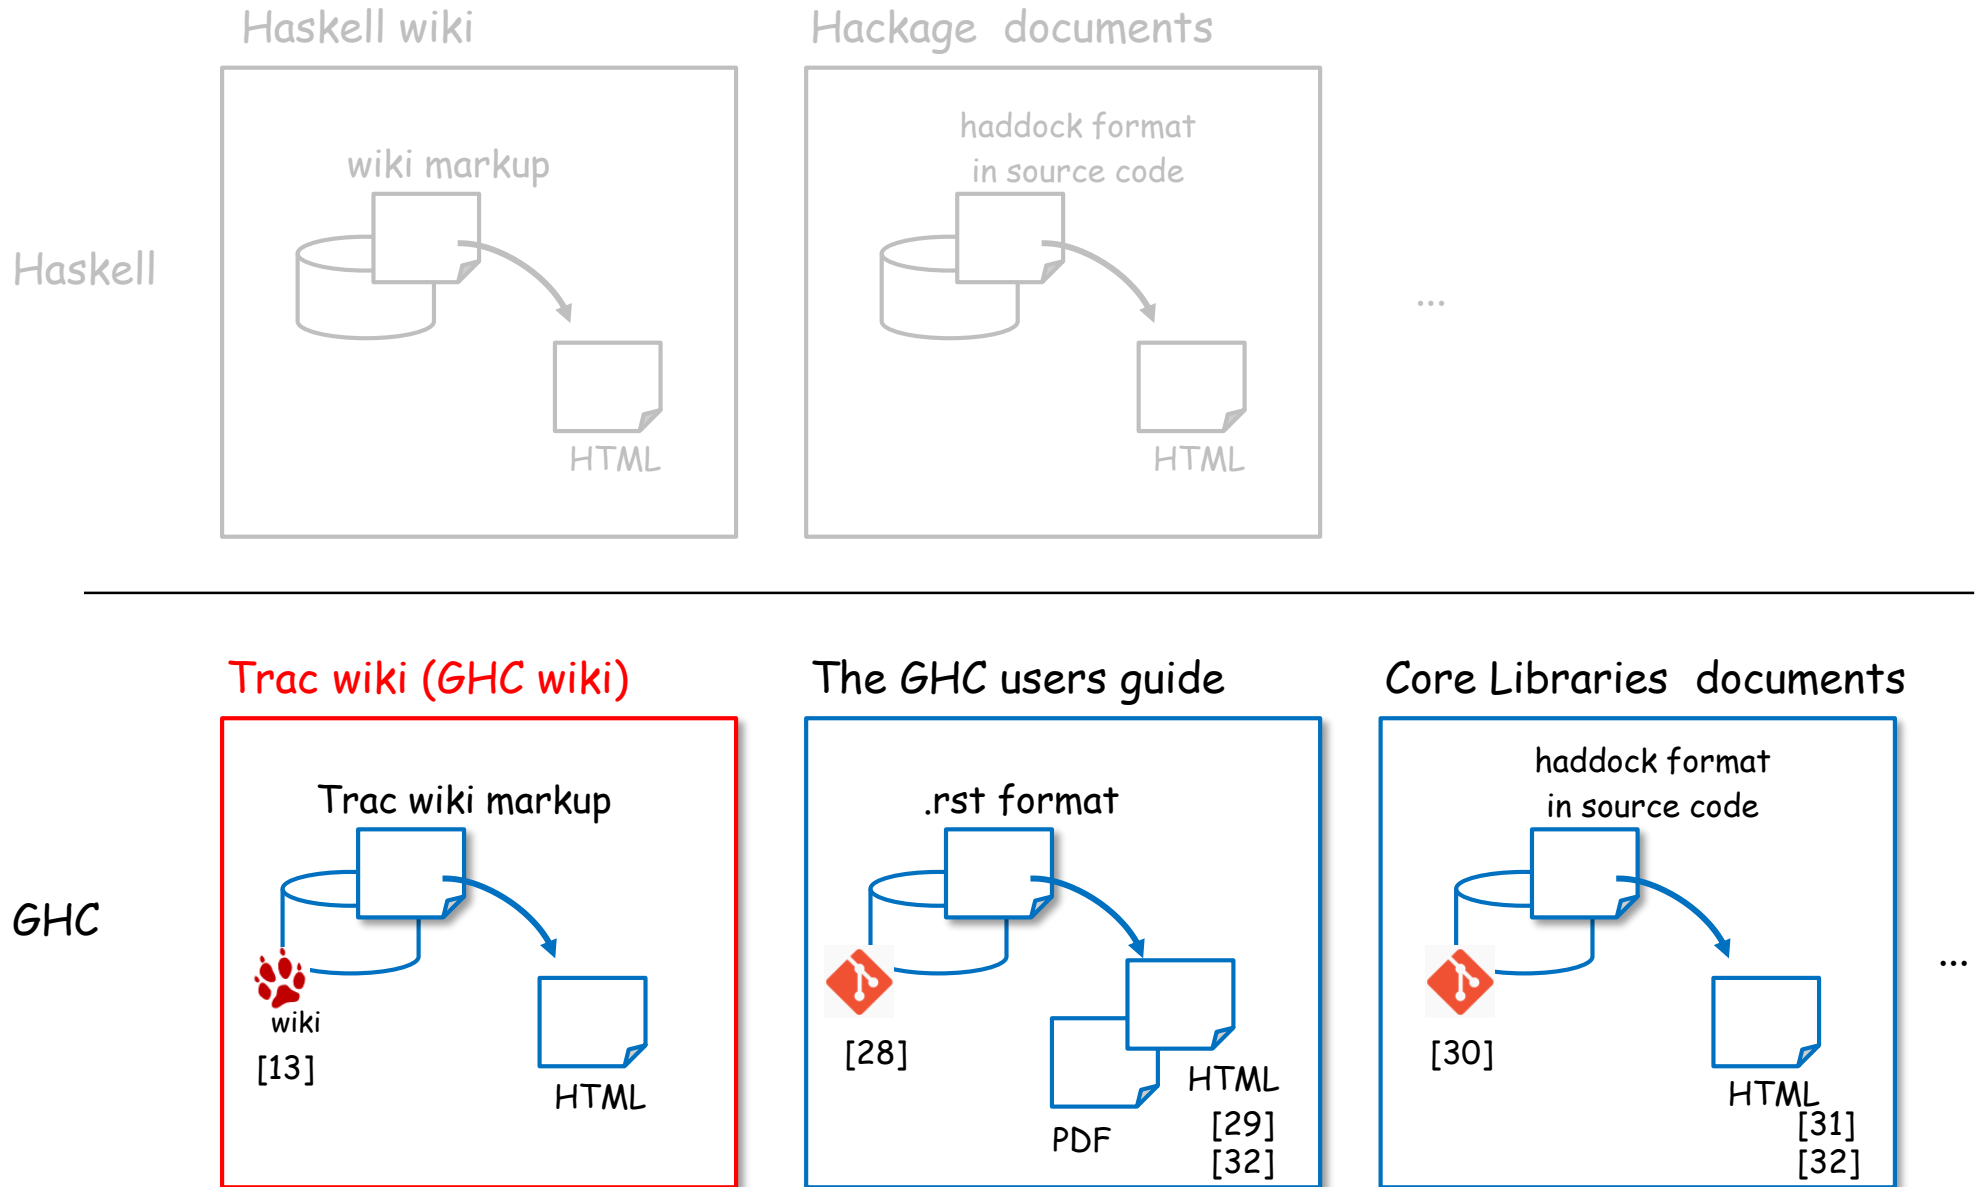 Haskell wiki
Hackage documents
haddock format
in source code
wiki markup
Haskell
...
HTML
HTML
Trac wiki (GHC wiki)
The GHC users guide
Core Libraries documents
haddock format
in source code
Trac wiki markup
.rst format
GHC
...
wiki
[13]
[28]
[30]
HTML
HTML
HTML
PDF
[29]
[32]
[31]
[32]